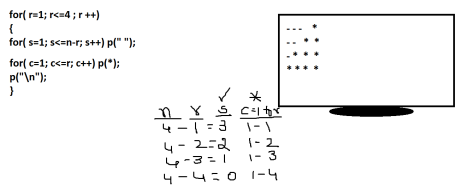 for( r=1; r<=4 ; r ++)
{
for( s=1; s<=n-r; s++) p(" ");
for( c=1; c<=r; c++) p(*);
p("\n");
}
--- *
-- * *
-* * *
* * * *
✓ *
n r s c=1 to r
4 - 1 = 3 1-1
4 - 2 = 2 1-2
4 - 3 = 1 1-3
4 - 4 = 0 1-4